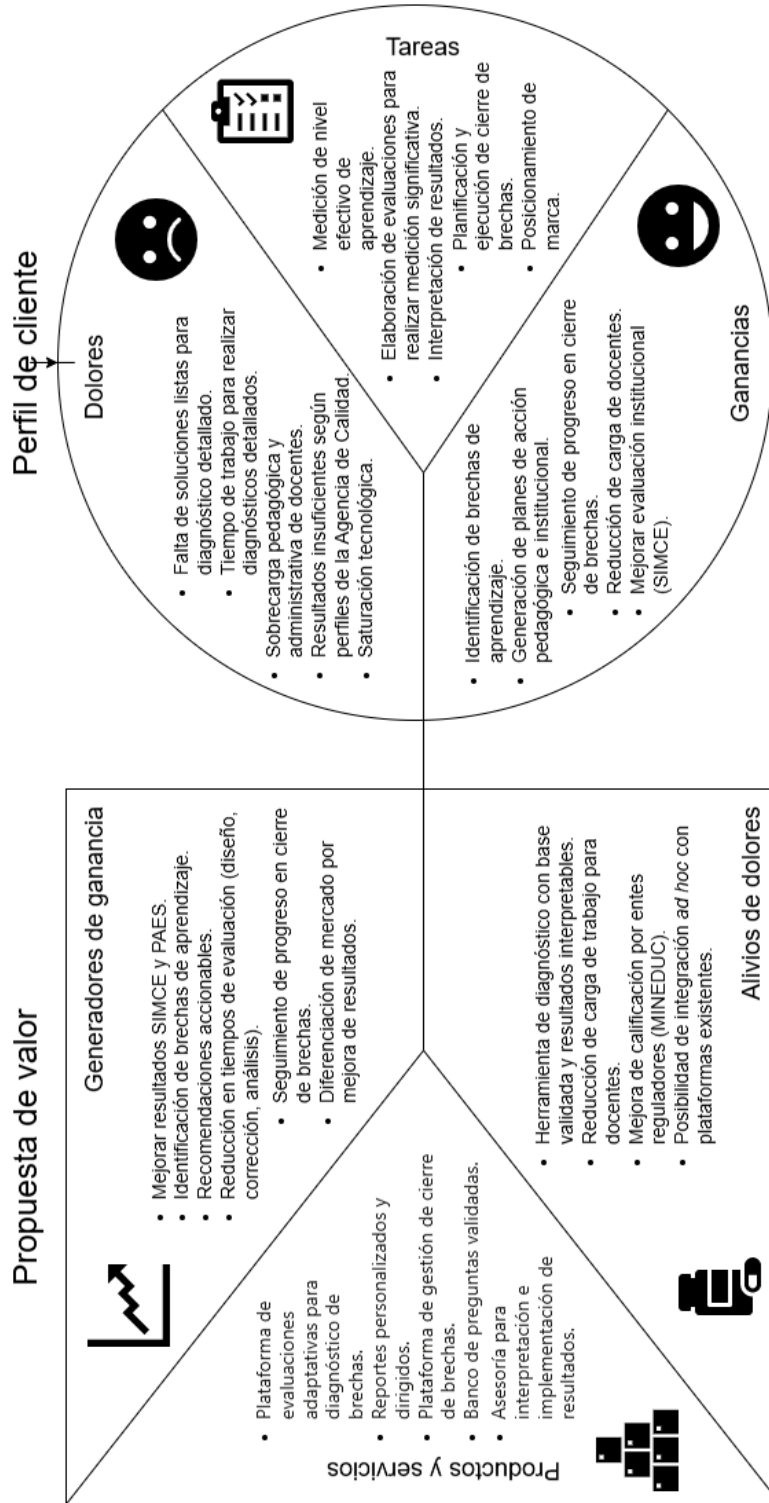 Propuesta de valor
Generadores de ganancia
• Mejorar resultados SIMCE y PAES.
• Identificación de brechas de aprendizaje.
• Recomendaciones accionables.
• Reducción en tiempos de evaluación (diseño,
corrección, análisis).
• Seguimiento de progreso en cierre
de brechas.
• Diferenciación de mercado por
mejora de resultados.
Productos y servicios
• Plataforma de
evaluaciones
adaptativas para
diagnóstico de
brechas.
• Reportes personalizados y
dirigidos.
• Plataforma de gestión de cierre
de brechas.
• Banco de preguntas validadas.
• Asesoría para
interpretación e
implementación de
resultados.
• Herramienta de diagnóstico con base
validada y resultados interpretables.
• Reducción de carga de trabajo para
docentes.
• Mejora de calificación por entes
reguladores (MINEDUC).
• Posibilidad de integración ad hoc con
plataformas existentes.
Alivios de dolores
Perfil de cliente
Dolores
• Falta de soluciones listas para
diagnóstico detallado.
• Tiempo de trabajo para realizar
diagnósticos detallados.
• Sobrecarga pedagógica y
administrativa de docentes.
• Resultados insuficientes según
perfiles de la Agencia de Calidad.
• Saturación tecnológica.
Tareas
• Medición de nivel
efectivo de
aprendizaje.
• Elaboración de evaluaciones para
realizar medición significativa.
• Interpretación de resultados.
• Planificación y
ejecución de cierre de
brechas.
• Posicionamiento de
marca.
• Identificación de brechas de
aprendizaje.
• Generación de planes de acción
pedagógica e institucional.
• Seguimiento de progreso en cierre
de brechas.
• Reducción de carga de docentes.
• Mejorar evaluación institucional
(SIMCE).
Ganancias